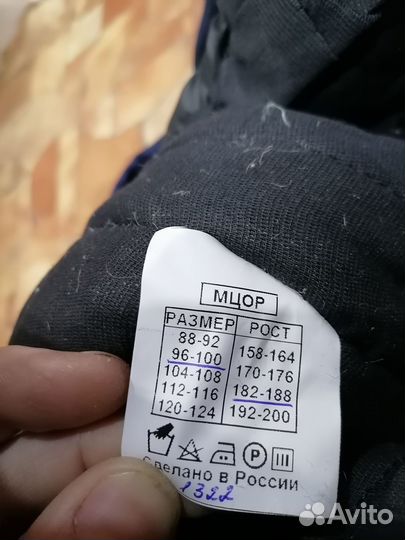 МЦОР
РАЗМЕР РОСТ
88-92
96-100 158-164
104-108 170-176
112-116 182-188
120-124 192-200
P
Сделано в России
1322
Avito